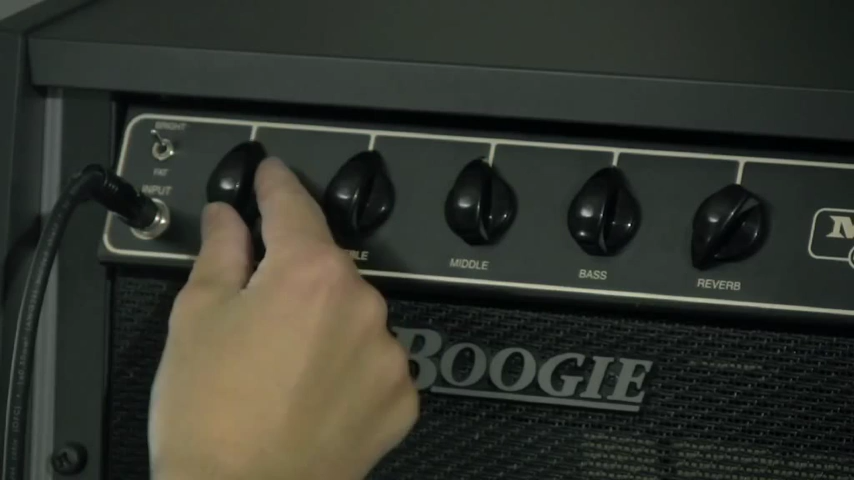 BRIGHT
FAT
INPUT
MIDDLE
BASS
REVERB
BOOGIE